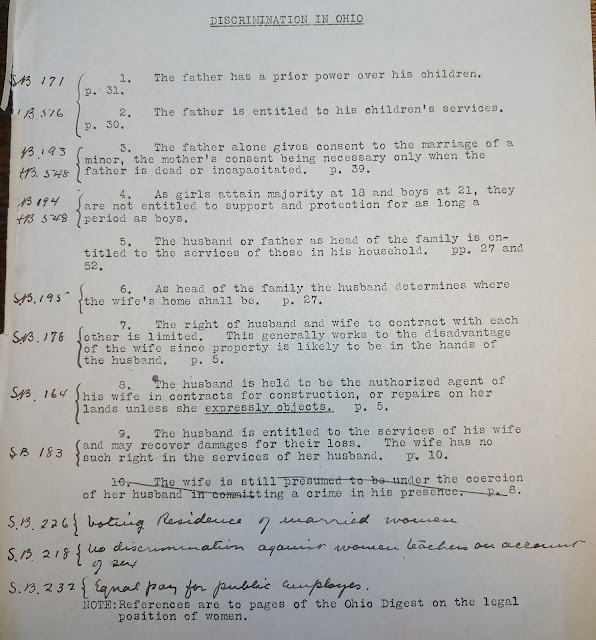 DISCRIMINATION IN OHIO
SB 171 { 1. The father has a prior power over his children.
p. 31.
B 516 2. The father is entitled to his children's services.
p. 30.
B.193 3. The father alone gives consent to the marriage of a
HB.548 minor, the mother's consent being necessary only when the
father is dead or incapacitated. p. 39.
B 194 4. As girls attain majority at 18 and boys at 21, they
HB 548 are not entitled to support and protection for as long a
period as boys.
5. The husband or father as head of the family is en-
titled to the services of those in his household. pp. 27 and
52.
SB.195 { 6. As head of the family the husband determines where
the wife's home shall be. p. 27.
7. The right of husband and wife to contract with each
SB.178 other is limited. This generally works to the disadvantage
of the wife since property is likely to be in the hands of
the husband. p. 5.
8. The husband is held to be the authorized agent of
SB. 164 { his wife in contracts for construction, or repairs on her
lands unless she expressly objects. p. 5.
9. The husband is entitled to the services of his wife
SB 183 { and may recover damages for their loss. The wife has no
such right in the services of her husband. p. 10.
10. The wife is still presumed to be under the coercion
of her husband in committing a crime in his presence. p. 8.
S.B. 226 { Voting Residence of married women
S.B. 218 { No discrimination against women teachers on account
of sex
S.B. 232 { Equal pay for public employes.
NOTE: References are to pages of the Ohio Digest on the legal
position of women.